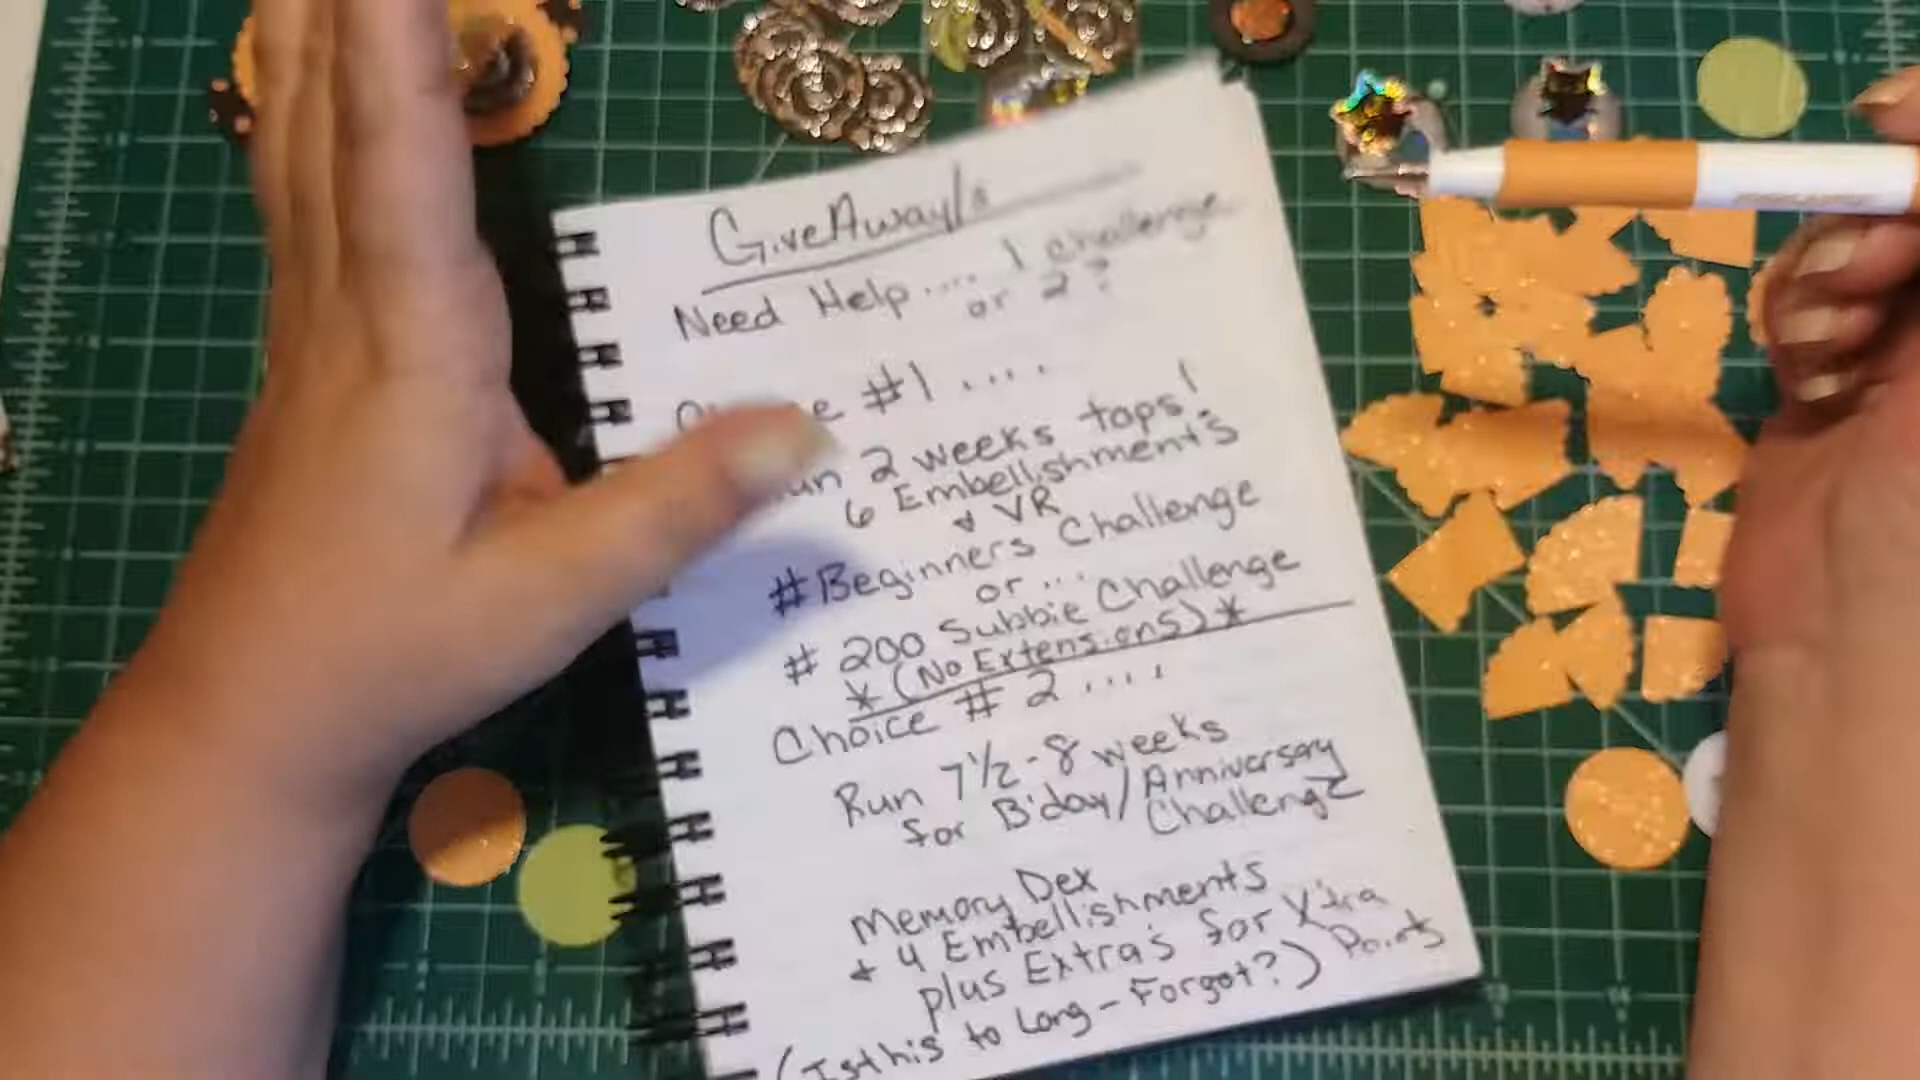 GiveAway/s
Need Help.... 1 challenge
or 2?
#1 ....
2 weeks tops!
6 Embellishments
+ VR
#Beginners Challenge
or ...
# 200 Subbie Challenge
* (No Extensions) *
Choice # 2 ....
Run 7½-8 weeks
for B'day/Anniversary
Challenge
Memory Dex
+ 4 Embellishments
plus Extra's for X'tra
Points
(Is this to Long - Forgot?)